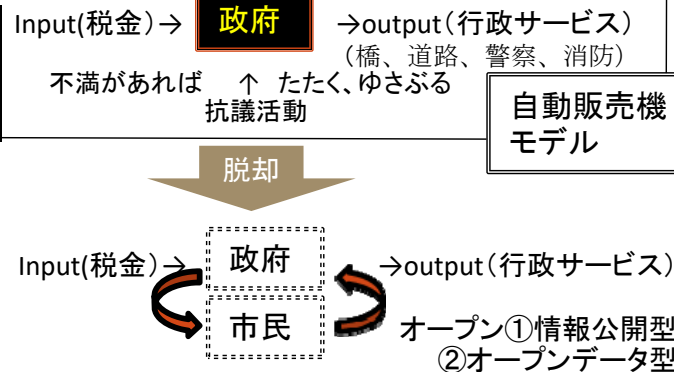 Input(税金)→ 政府 →output(行政サービス)
(橋、道路、警察、消防)
不満があれば ↑ たたく、ゆさぶる
抗議活動
自動販売機
モデル
脱却
Input(税金)→ 政府 →output(行政サービス)
市民
オープン①情報公開型
②オープンデータ型